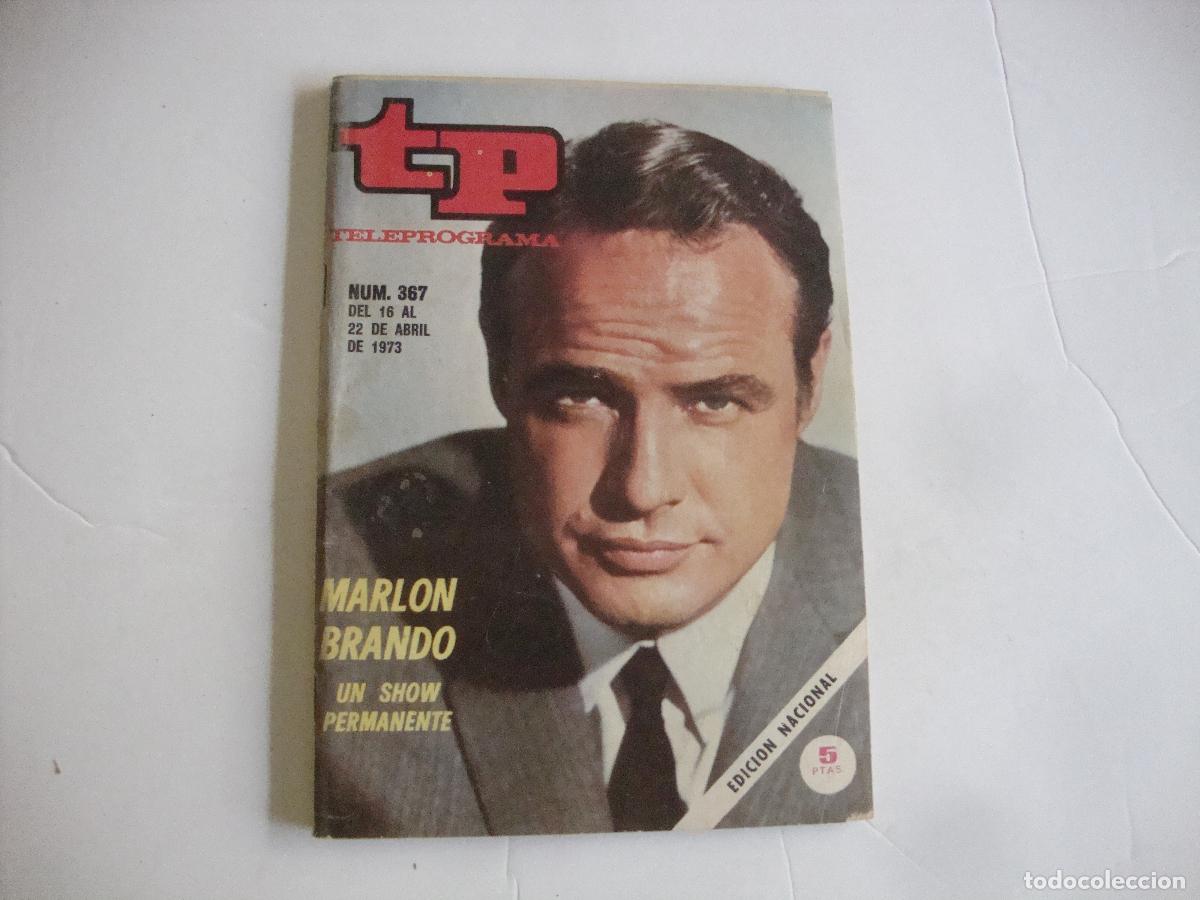 tp
TELEPROGRAMA
NUM. 367
DEL 16 AL
22 DE ABRIL
DE 1973
MARLON
BRANDO
UN SHOW
PERMANENTE
EDICION NACIONAL
5
PTAS.
todocoleccion